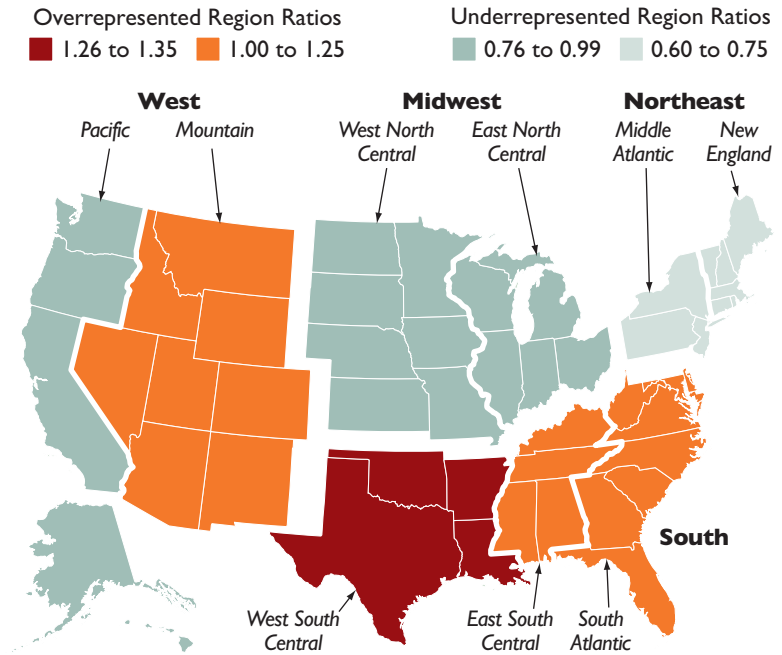 Overrepresented Region Ratios
1.26 to 1.35
1.00 to 1.25
Underrepresented Region Ratios
0.76 to 0.99
0.60 to 0.75
West
Midwest
Northeast
Pacific
Mountain
West North
Central
East North
Central
Middle
Atlantic
New
England
South
West South
Central
East South
Central
South
Atlantic